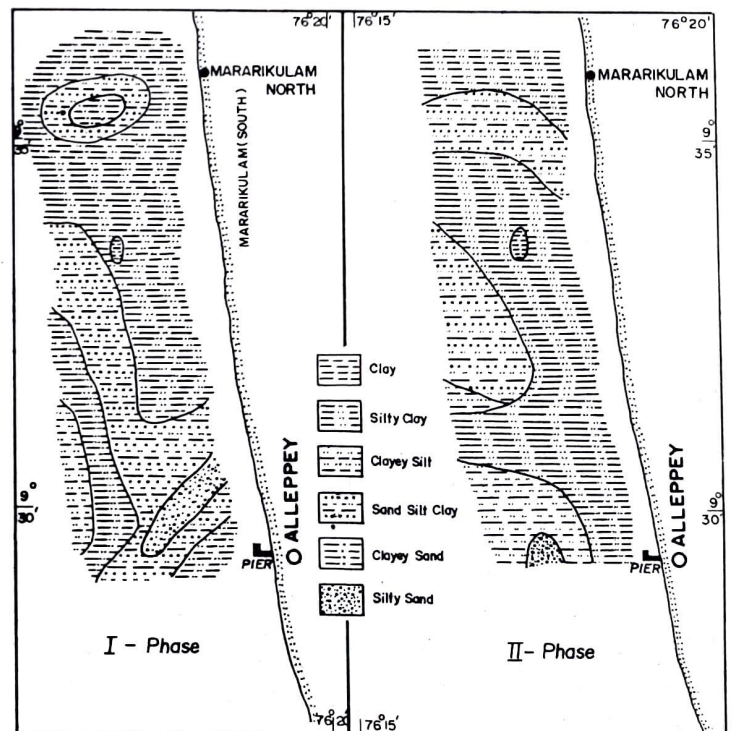 76°20'
76°15'
76°20'
MARARIKULAM
NORTH
MARARIKULAM (SOUTH)
35'
MARARIKULAM
NORTH
9°
35'
Clay
Silty Clay
Clayey Silt
Sand Silt Clay
Clayey Sand
Silty Sand
9°
30'
ALLEPPEY
PIER
9°
30'
ALLEPPEY
PIER
I - Phase
II - Phase
76°20'
76°15'